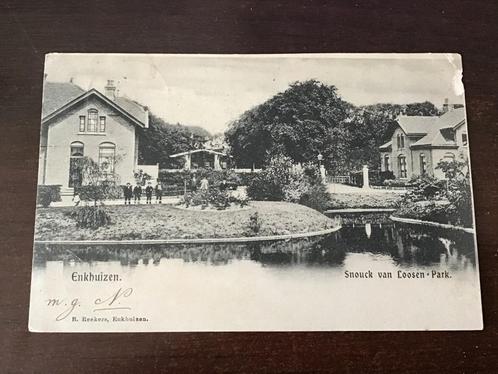 Enkhuizen.
Snouck van Loosen-Park.
m. g. N.
R. Reekers, Enkhuizen.